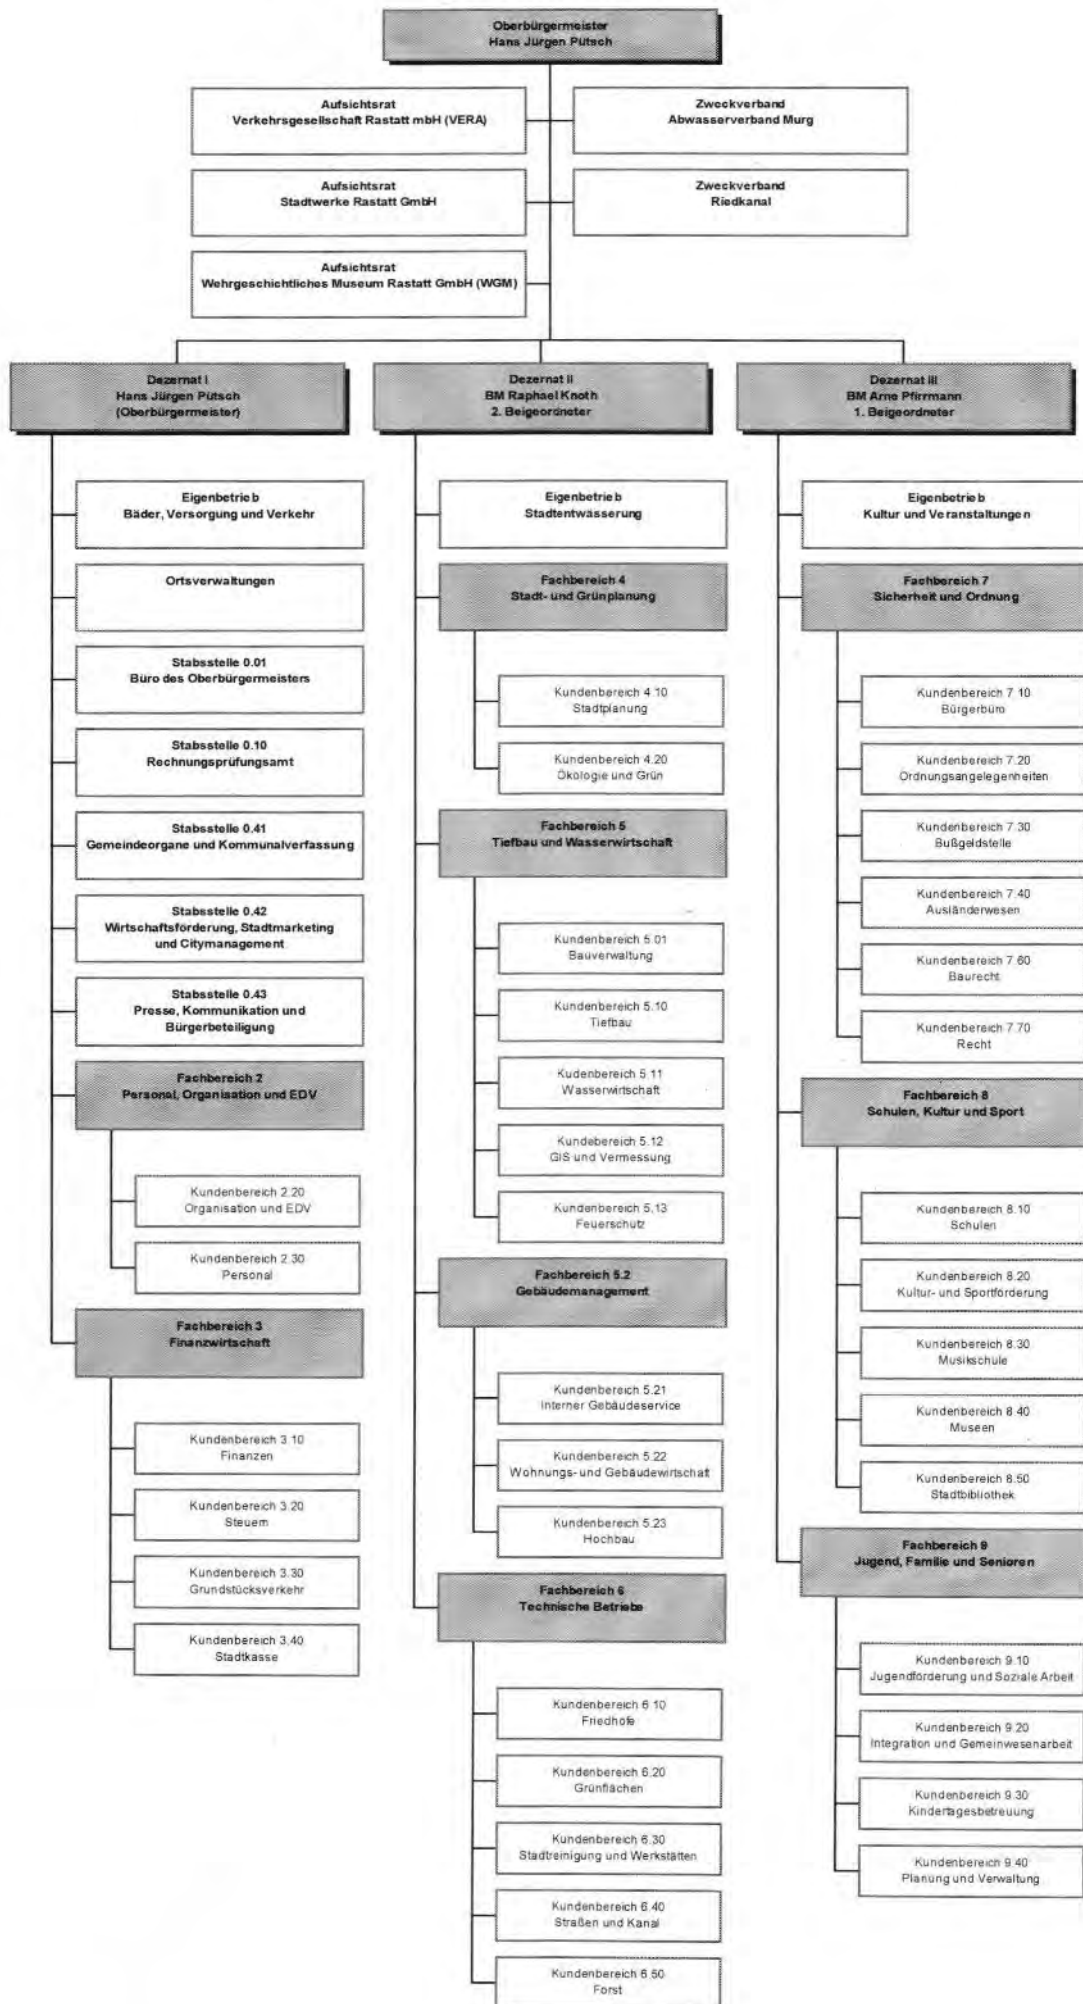 Oberbürgermeister
Hans Jürgen Pütsch
Aufsichtsrat
Verkehrsgesellschaft Rastatt mbH (VERA)
Zweckverband
Abwasserverband Murg
Aufsichtsrat
Stadtwerke Rastatt GmbH
Zweckverband
Riedkanal
Aufsichtsrat
Wehrgeschichtliches Museum Rastatt GmbH (WGM)
Dezernat I
Hans Jürgen Pütsch
(Oberbürgermeister)
Eigenbetrieb
Bäder, Versorgung und Verkehr
Ortsverwaltungen
Stabsstelle 0.01
Büro des Oberbürgermeisters
Stabsstelle 0.10
Rechnungsprüfungsamt
Stabsstelle 0.41
Gemeindeorgane und Kommunalverfassung
Stabsstelle 0.42
Wirtschaftsförderung, Stadtmarketing
und Citymanagement
Stabsstelle 0.43
Presse, Kommunikation und
Bürgerbeteiligung
Fachbereich 2
Personal, Organisation und EDV
Kundenbereich 2.20
Organisation und EDV
Kundenbereich 2.30
Personal
Fachbereich 3
Finanzwirtschaft
Kundenbereich 3.10
Finanzen
Kundenbereich 3.20
Steuern
Kundenbereich 3.30
Grundstücksverkehr
Kundenbereich 3.40
Stadtkasse
Dezernat II
BM Raphael Knoth
2. Beigeordneter
Eigenbetrieb
Stadtentwässerung
Fachbereich 4
Stadt- und Grünplanung
Kundenbereich 4.10
Stadtplanung
Kundenbereich 4.20
Ökologie und Grün
Fachbereich 5
Tiefbau und Wasserwirtschaft
Kundenbereich 5.01
Bauverwaltung
Kundenbereich 5.10
Tiefbau
Kudenbereich 5.11
Wasserwirtschaft
Kundebereich 5.12
GIS und Vermessung
Kundenbereich 5.13
Feuerschutz
Fachbereich 5.2
Gebäudemanagement
Kundenbereich 5.21
Interner Gebäudeservice
Kundenbereich 5.22
Wohnungs- und Gebäudewirtschaft
Kundenbereich 5.23
Hochbau
Fachbereich 6
Technische Betriebe
Kundenbereich 6.10
Friedhöfe
Kundenbereich 6.20
Grünflächen
Kundenbereich 6.30
Stadtreinigung und Werkstätten
Kundenbereich 6.40
Straßen und Kanal
Kundenbereich 6.50
Forst
Dezernat III
BM Arne Pfirrmann
1. Beigeordneter
Eigenbetrieb
Kultur und Veranstaltungen
Fachbereich 7
Sicherheit und Ordnung
Kundenbereich 7.10
Bürgerbüro
Kundenbereich 7.20
Ordnungsangelegenheiten
Kundenbereich 7.30
Bußgeldstelle
Kundenbereich 7.40
Ausländerwesen
Kundenbereich 7.60
Baurecht
Kundenbereich 7.70
Recht
Fachbereich 8
Schulen, Kultur und Sport
Kundenbereich 8.10
Schulen
Kundenbereich 8.20
Kultur- und Sportförderung
Kundenbereich 8.30
Musikschule
Kundenbereich 8.40
Museen
Kundenbereich 8.50
Stadtbibliothek
Fachbereich 9
Jugend, Familie und Senioren
Kundenbereich 9.10
Jugendförderung und Soziale Arbeit
Kundenbereich 9.20
Integration und Gemeinwesenarbeit
Kundenbereich 9.30
Kindertagesbetreuung
Kundenbereich 9.40
Planung und Verwaltung